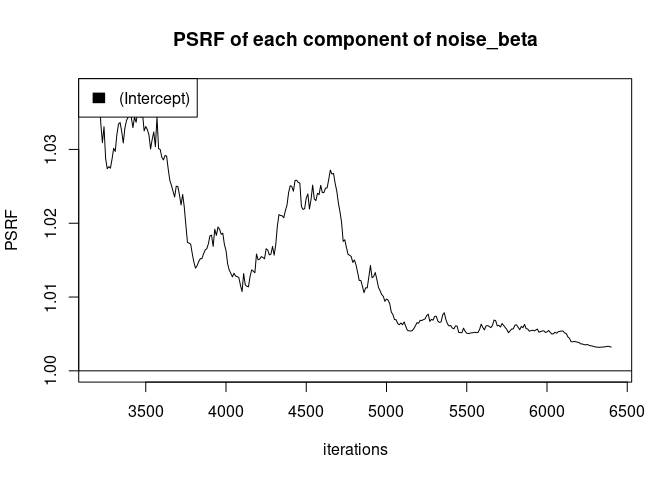 PSRF of each component of noise_beta
(Intercept)
PSRF
1.03
1.02
1.01
1.00
3500 4000 4500 5000 5500 6000 6500
iterations